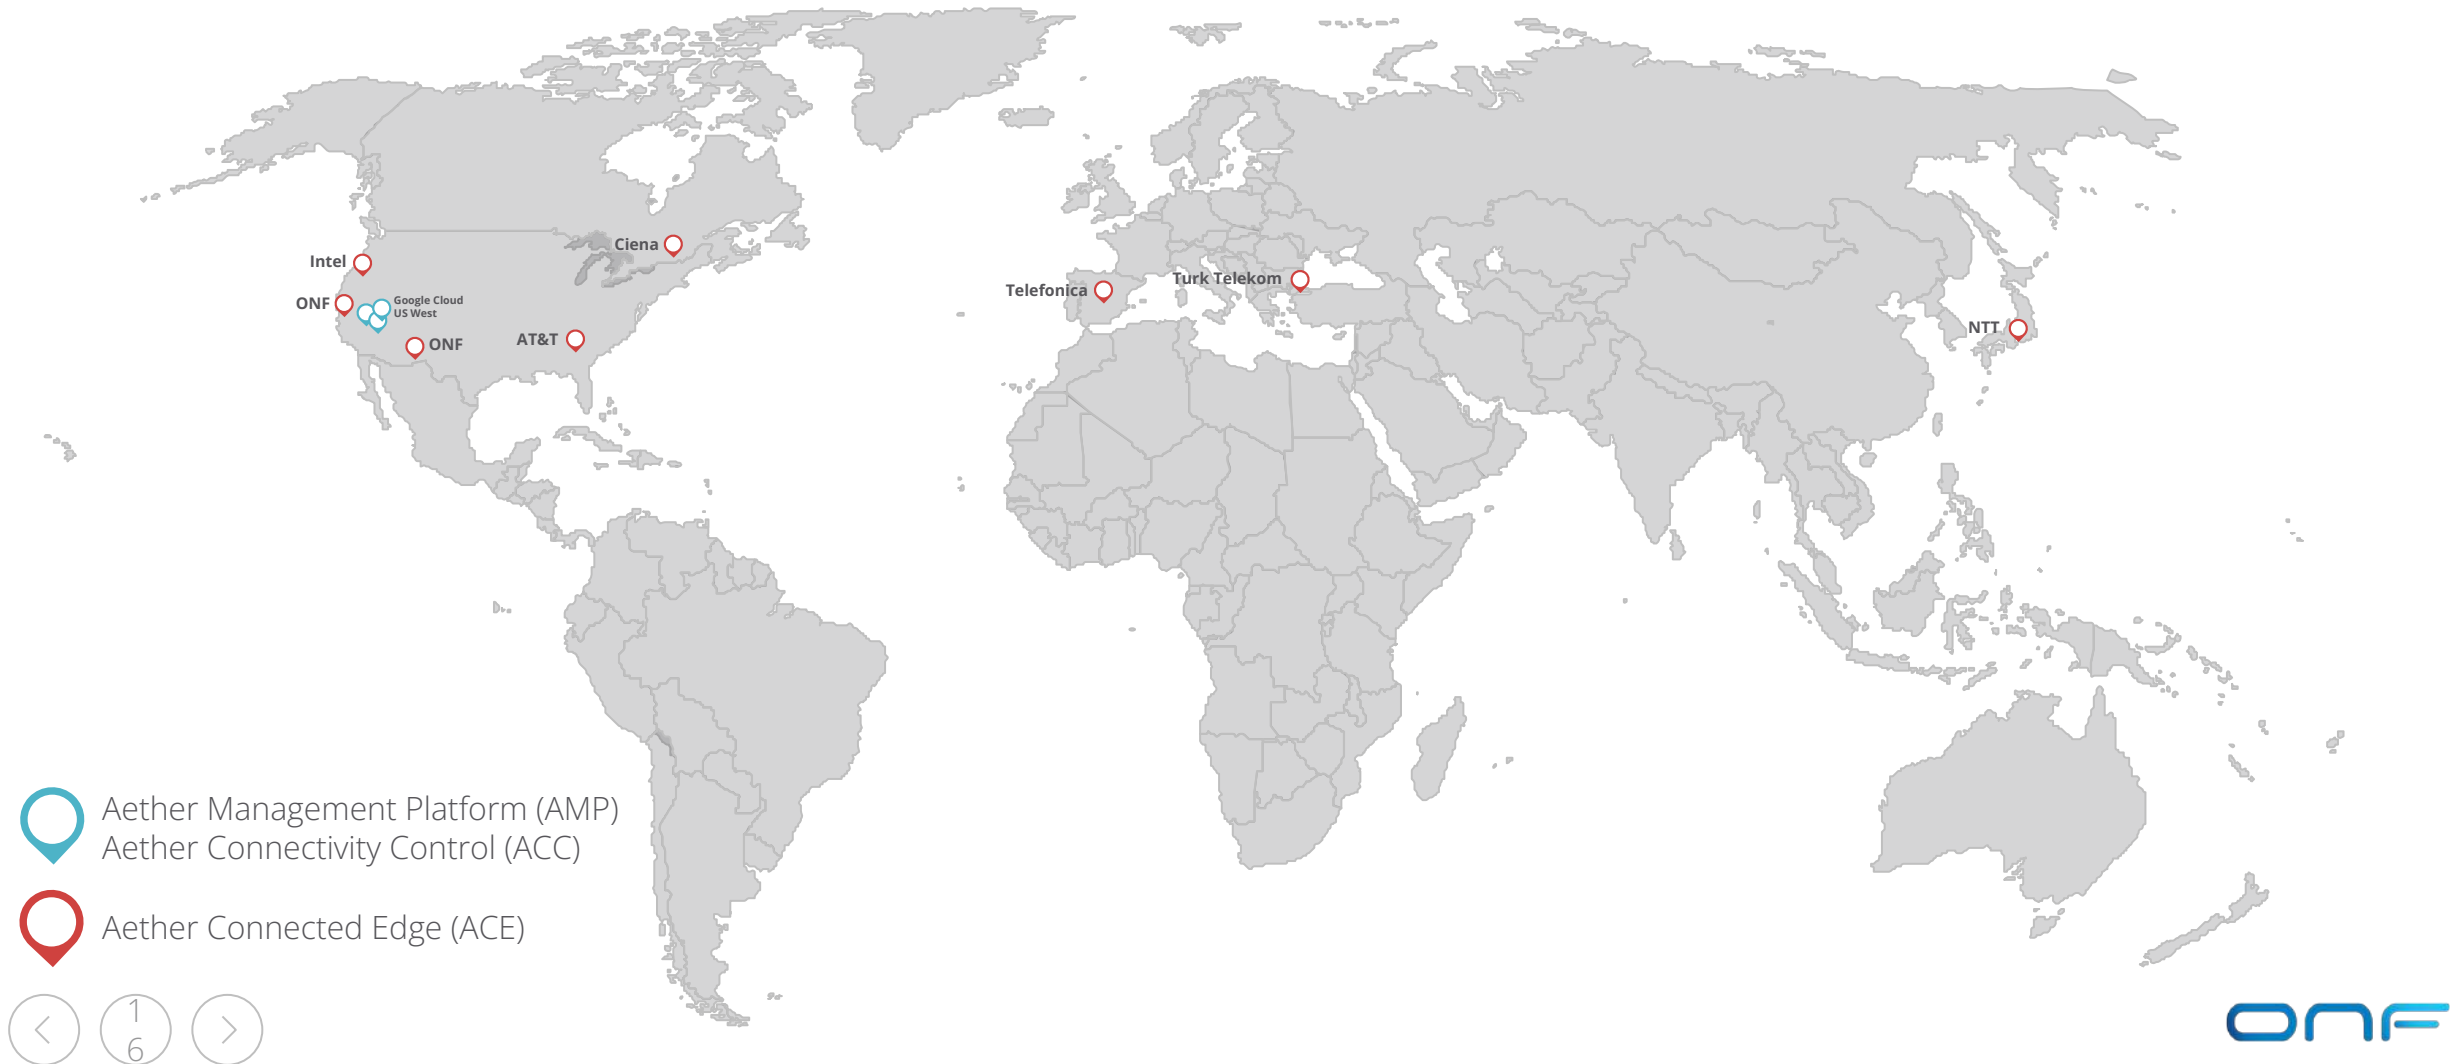 Ciena
Intel
Turk Telekom
Telefonica
ONF
Google Cloud
US West
NTT
AT&T
ONF
Aether Management Platform (AMP)
Aether Connectivity Control (ACC)
Aether Connected Edge (ACE)
1
6
ONF